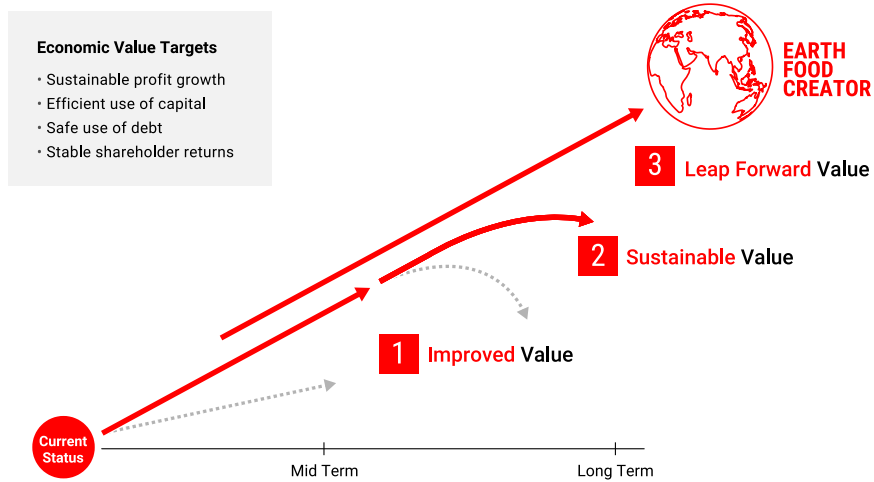 Economic Value Targets
・Sustainable profit growth
・Efficient use of capital
・Safe use of debt
・Stable shareholder returns
EARTH
FOOD
CREATOR
3 Leap Forward Value
2 Sustainable Value
1 Improved Value
Current
Status
Mid Term
Long Term